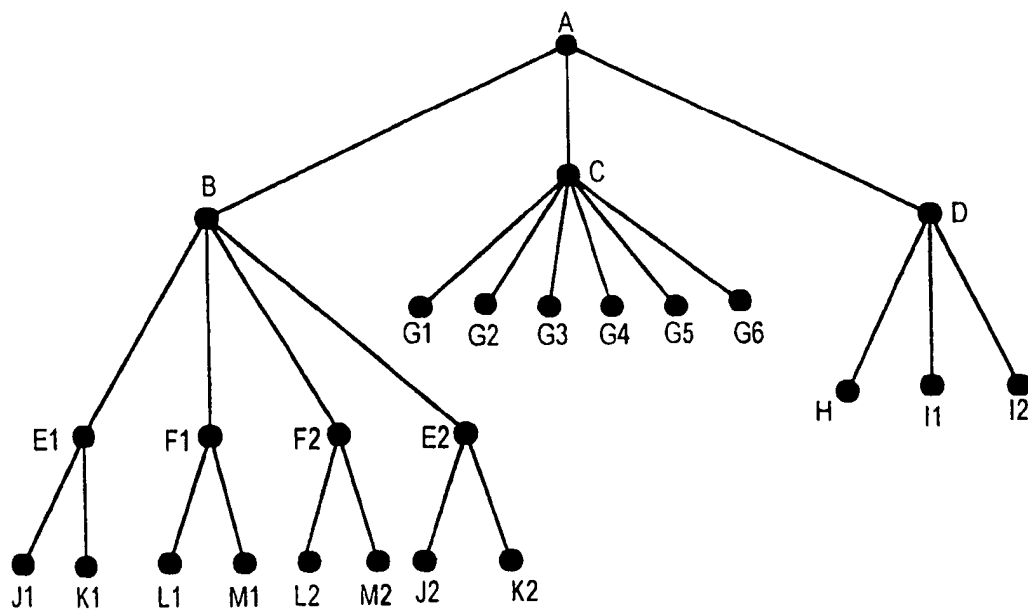 A
B
C
D
G1 G2 G3 G4 G5 G6
H I1 I2
E1 F1 F2 E2
J1 K1 L1 M1 L2 M2 J2 K2